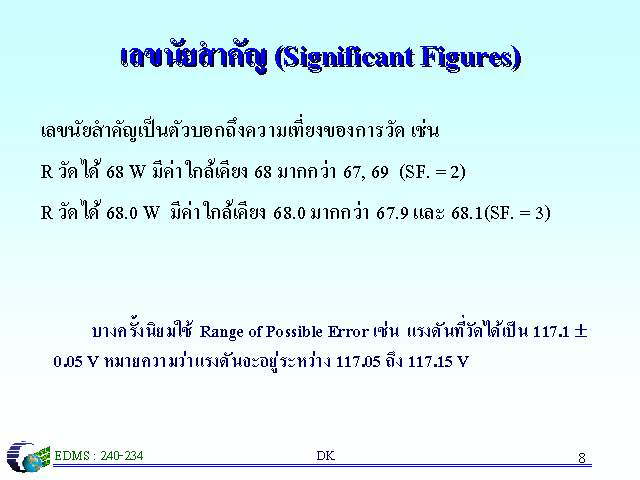 เลขนัยสำคัญ (Significant Figures)
เลขนัยสำคัญเป็นตัวบอกถึงความเที่ยงของการวัด เช่น
R วัดได้ 68 W มีค่าใกล้เคียง 68 มากกว่า 67, 69 (SF. = 2)
R วัดได้ 68.0 W มีค่าใกล้เคียง 68.0 มากกว่า 67.9 และ 68.1(SF. = 3)
บางครั้งนิยมใช้ Range of Possible Error เช่น แรงดันที่วัดได้เป็น 117.1 ±
0.05 V หมายความว่าแรงดันจะอยู่ระหว่าง 117.05 ถึง 117.15 V
EDMS : 240-234 DK 8